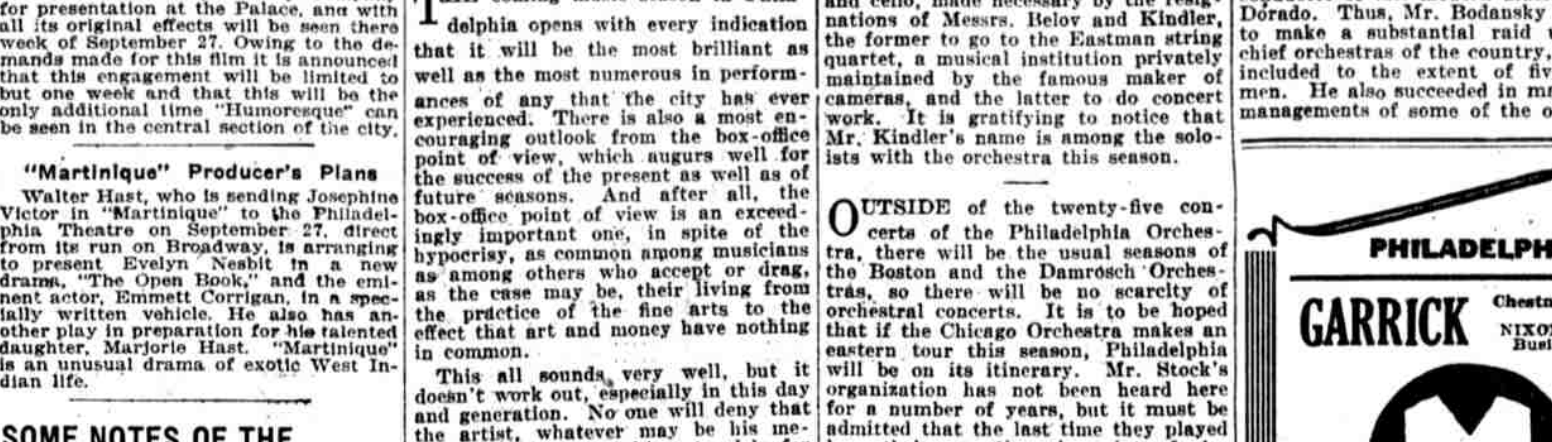 for presentation at the Palace, and with
all its original effects will be seen there
week of September 27. Owing to the de-
mands made for this film it is announced
that this engagement will be limited to
but one week and that this will be the
only additional time "Humoresque" can
be seen in the central section of the city.
"Martinique" Producer's Plans
Walter Hast, who is sending Josephine
Victor in "Martinique" to the Philadel-
phia Theatre on September 27, direct
from its run on Broadway, is arranging
to present Evelyn Nesbit in a new
drama, "The Open Book," and the emi-
nent actor, Emmett Corrigan, in a spec-
ially written vehicle. He also has an-
other play in preparation for his talented
daughter, Marjorie Hast. "Martinique"
is an unusual drama of exotic West In-
dian life.
SOME NOTES OF THE
delphia opens with every indication
that it will be the most brilliant as
well as the most numerous in perform-
ances of any that the city has ever
experienced. There is also a most en-
couraging outlook from the box-office
point of view, which augurs well for
the success of the present as well as of
future seasons. And after all, the
box-office point of view is an exceed-
ingly important one, in spite of the
hypocrisy, as common among musicians
as among others who accept or drag,
as the case may be, their living from
the practice of the fine arts to the
effect that art and money have nothing
in common.
This all sounds very well, but it
doesn't work out, especially in this day
and generation. No one will deny that
the artist, whatever may be his me-
and cello, made necessary by the resig-
nations of Messrs. Belov and Kindler,
the former to go to the Eastman string
quartet, a musical institution privately
maintained by the famous maker of
cameras, and the latter to do concert
work. It is gratifying to notice that
Mr. Kindler's name is among the solo-
ists with the orchestra this season.
OUTSIDE of the twenty-five con-
certs of the Philadelphia Orches-
tra, there will be the usual seasons of
the Boston and the Damrosch Orches-
tras, so there will be no scarcity of
orchestral concerts. It is to be hoped
that if the Chicago Orchestra makes an
eastern tour this season, Philadelphia
will be on its itinerary. Mr. Stock's
organization has not been heard here
for a number of years, but it must be
admitted that the last time they played
Dorado. Thus, Mr. Bodansky
to make a substantial raid
chief orchestras of the country,
included to the extent of fiv
men. He also succeeded in ma
managements of some of the o
PHILADELPH
GARRICK
Chestn
NIXO
Busi